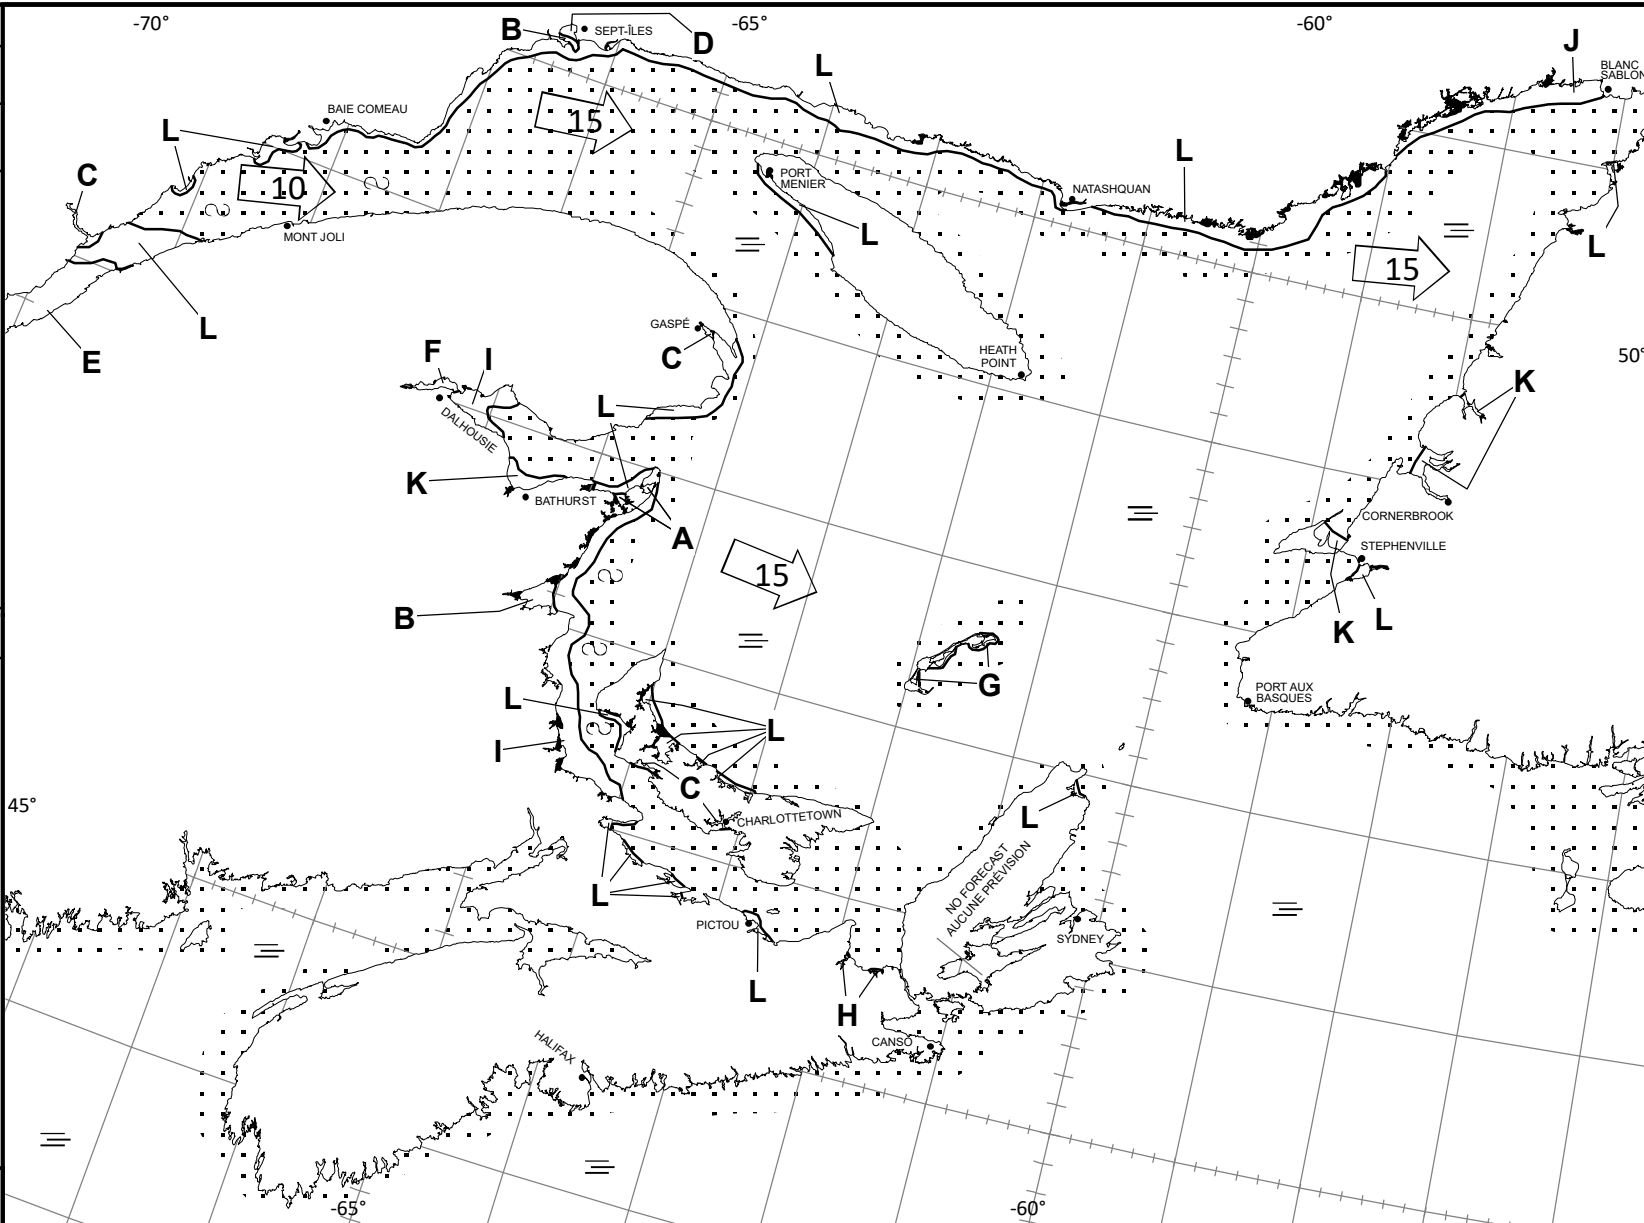 -70°
-65°
-60°
B
SEPT-ÎLES
D
L
J
BLANC
SABLON
BAIE COMEAU
15
L
C
10
MONT JOLI
PORT
MENIER
L
NATASHQUAN
L
L
15
L
E
GASPÉ
C
HEATH
POINT
50°
F
I
DALHOUSIE
L
K
K
BATHURST
A
CORNERBROOK
STEPHENVILLE
15
B
K
L
G
PORT AUX
BASQUES
L
L
I
C
45°
CHARLOTTETOWN
L
NO FORECAST
AUCUNE PRÉVISION
L
PICTOU
SYDNEY
L
H
HALIFAX
CANSO
-65°
-60°